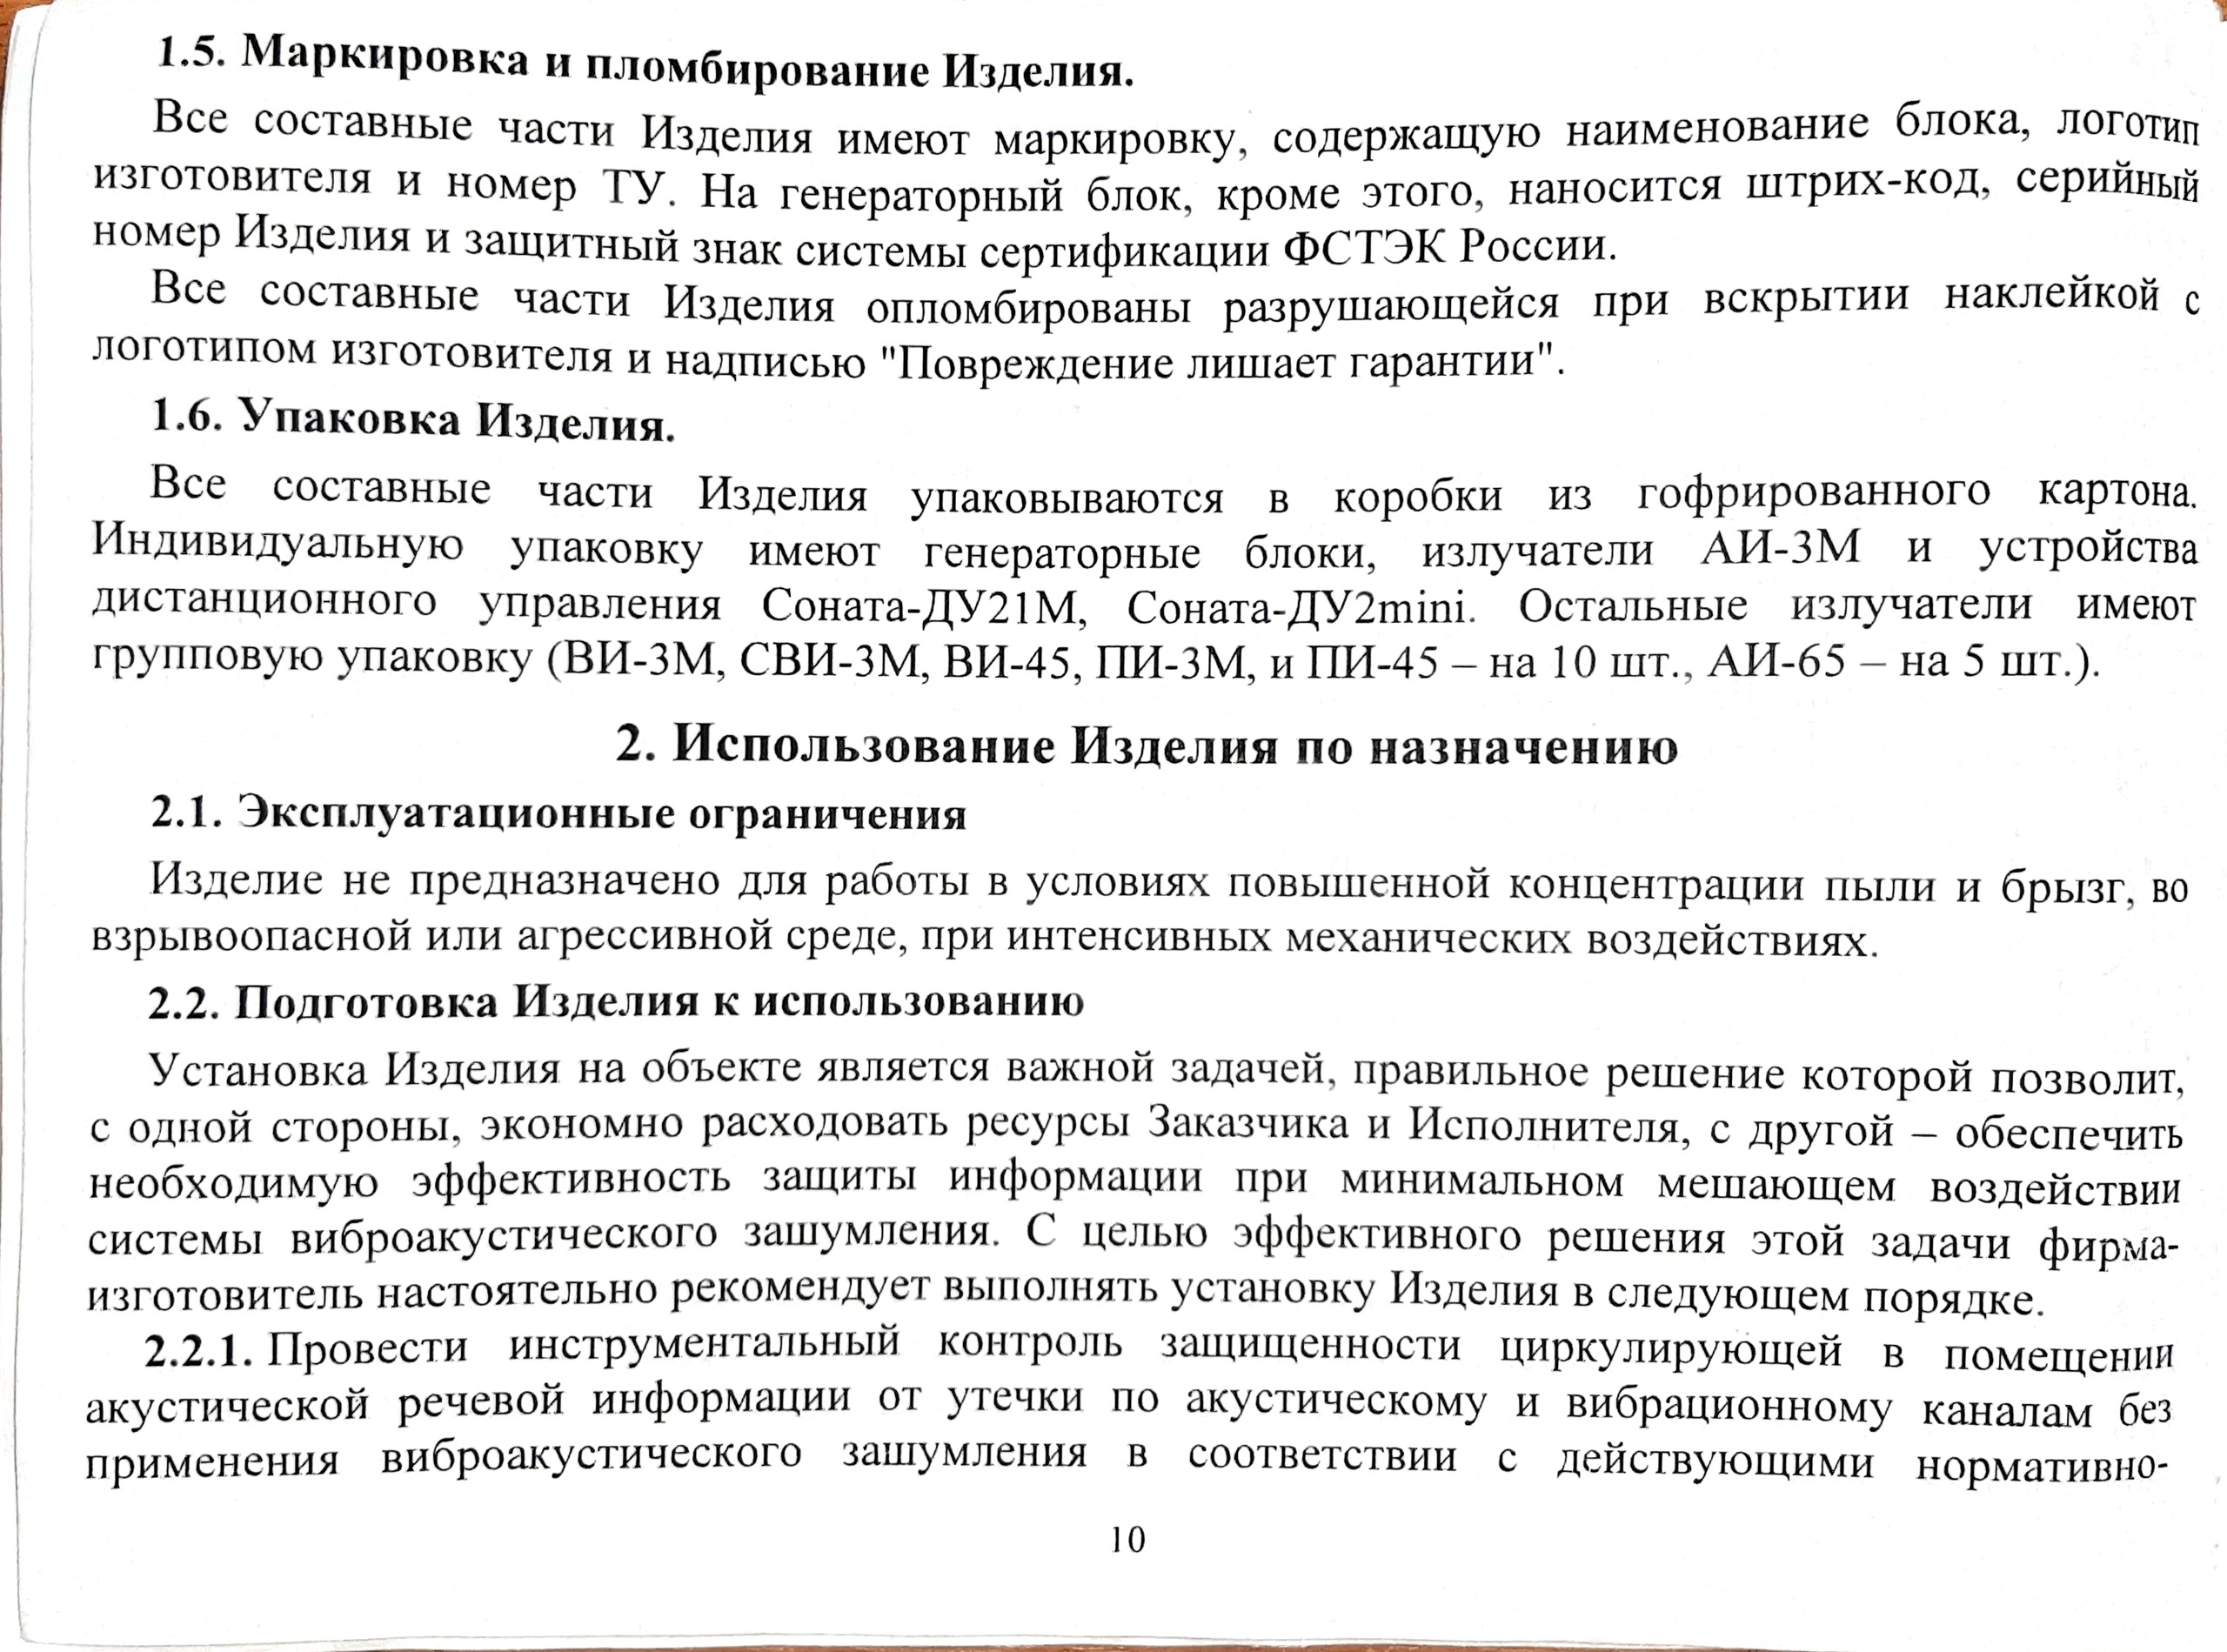 1.5. Маркировка и пломбирование Изделия.
Все составные части Изделия имеют маркировку, содержащую наименование блока, логотип
изготовителя и номер ТУ. На генераторный блок, кроме этого, наносится штрих-код, серийный
номер Изделия и защитный знак системы сертификации ФСТЭК России.
Все составные части Изделия опломбированы разрушающейся при вскрытии наклейкой с
логотипом изготовителя и надписью "Повреждение лишает гарантии".
1.6. Упаковка Изделия.
Все составные части Изделия упаковываются в коробки из гофрированного картона.
Индивидуальную упаковку имеют генераторные блоки, излучатели АИ-3М и устройства
дистанционного управления Соната-ДУ21М, Соната-ДУ2mini. Остальные излучатели имеют
групповую упаковку (ВИ-3М, СВИ-3М, ВИ-45, ПИ-3М, и ПИ-45 – на 10 шт., АИ-65 – на 5 шт.).
2. Использование Изделия по назначению
2.1. Эксплуатационные ограничения
Изделие не предназначено для работы в условиях повышенной концентрации пыли и брызг, во
взрывоопасной или агрессивной среде, при интенсивных механических воздействиях.
2.2. Подготовка Изделия к использованию
Установка Изделия на объекте является важной задачей, правильное решение которой позволит,
с одной стороны, экономно расходовать ресурсы Заказчика и Исполнителя, с другой – обеспечить
необходимую эффективность защиты информации при минимальном мешающем воздействии
системы виброакустического зашумления. С целью эффективного решения этой задачи фирма-
изготовитель настоятельно рекомендует выполнять установку Изделия в следующем порядке.
2.2.1. Провести инструментальный контроль защищенности циркулирующей в помещении
акустической речевой информации от утечки по акустическому и вибрационному каналам без
применения виброакустического зашумления в соответствии с действующими нормативно-
10